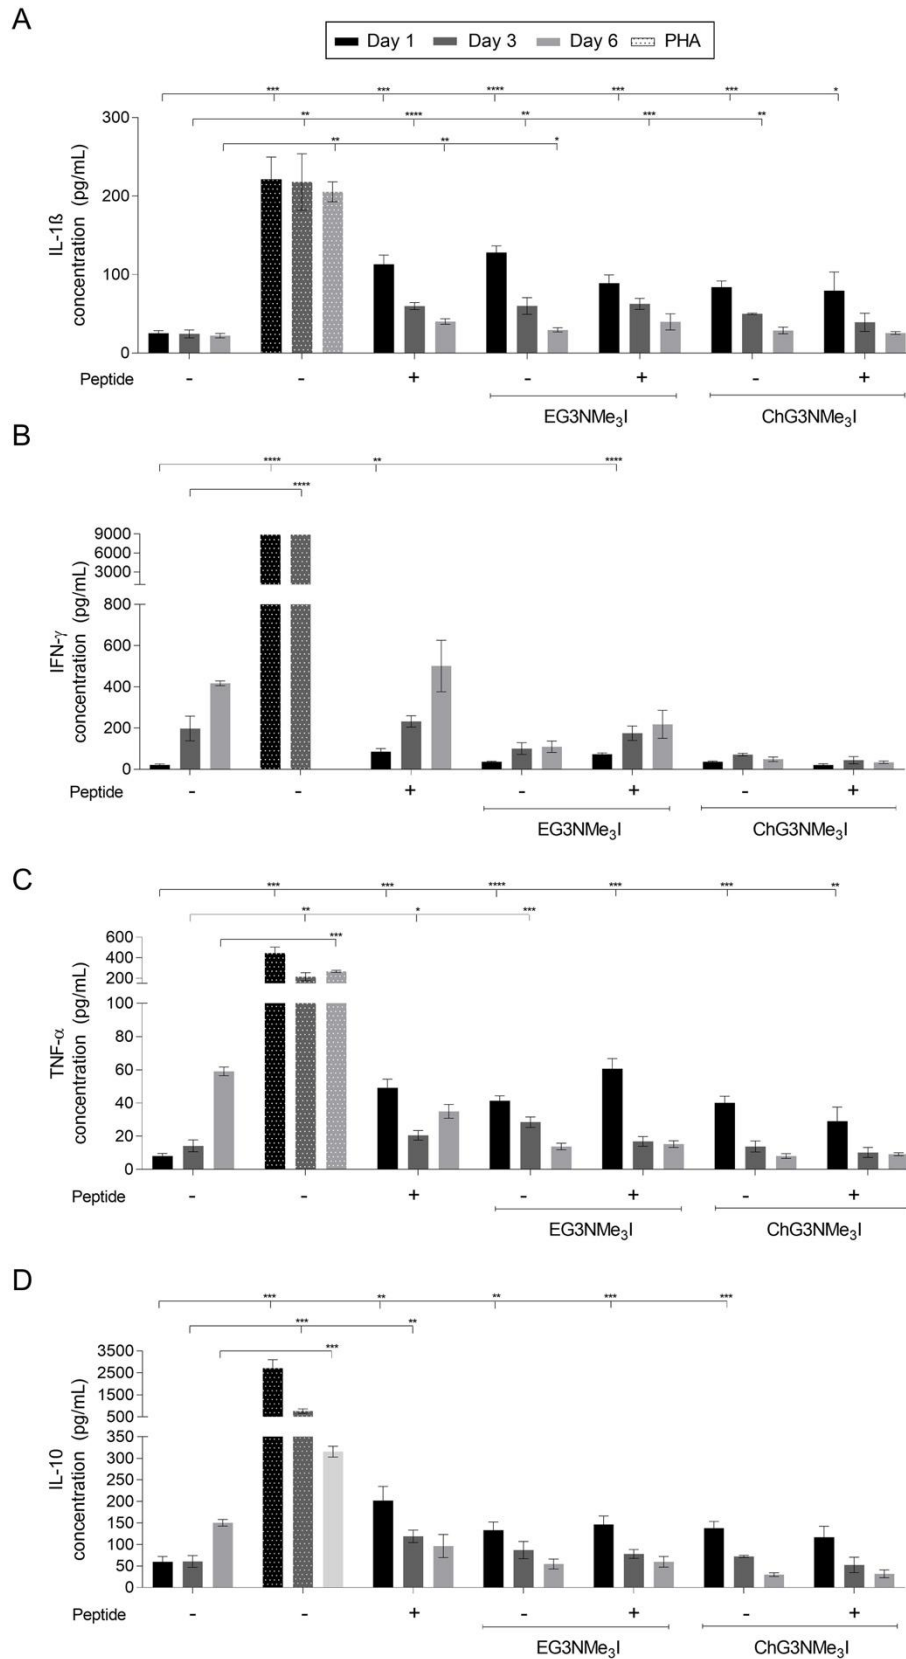 A
Day 1 Day 3 Day 6 PHA
*** *** **** *** *** *
** **** ** *** **
** ** *
IL-1ß
concentration (pg/mL)
300
200
100
0
Peptide - - + - + - +
EG3NMe₃I ChG3NMe₃I
B
**** ** ****
****
IFN-γ
concentration (pg/mL)
9000
6000
3000
800
600
400
200
0
Peptide - - + - + - +
EG3NMe₃I ChG3NMe₃I
C
*** *** **** *** *** **
** * ***
***
TNF-α
concentration (pg/mL)
600
400
200
100
80
60
40
20
0
Peptide - - + - + - +
EG3NMe₃I ChG3NMe₃I
D
*** ** ** *** ***
*** **
***
IL-10
concentration (pg/mL)
3500
2500
1500
500
350
300
250
200
150
100
50
0
Peptide - - + - + - +
EG3NMe₃I ChG3NMe₃I